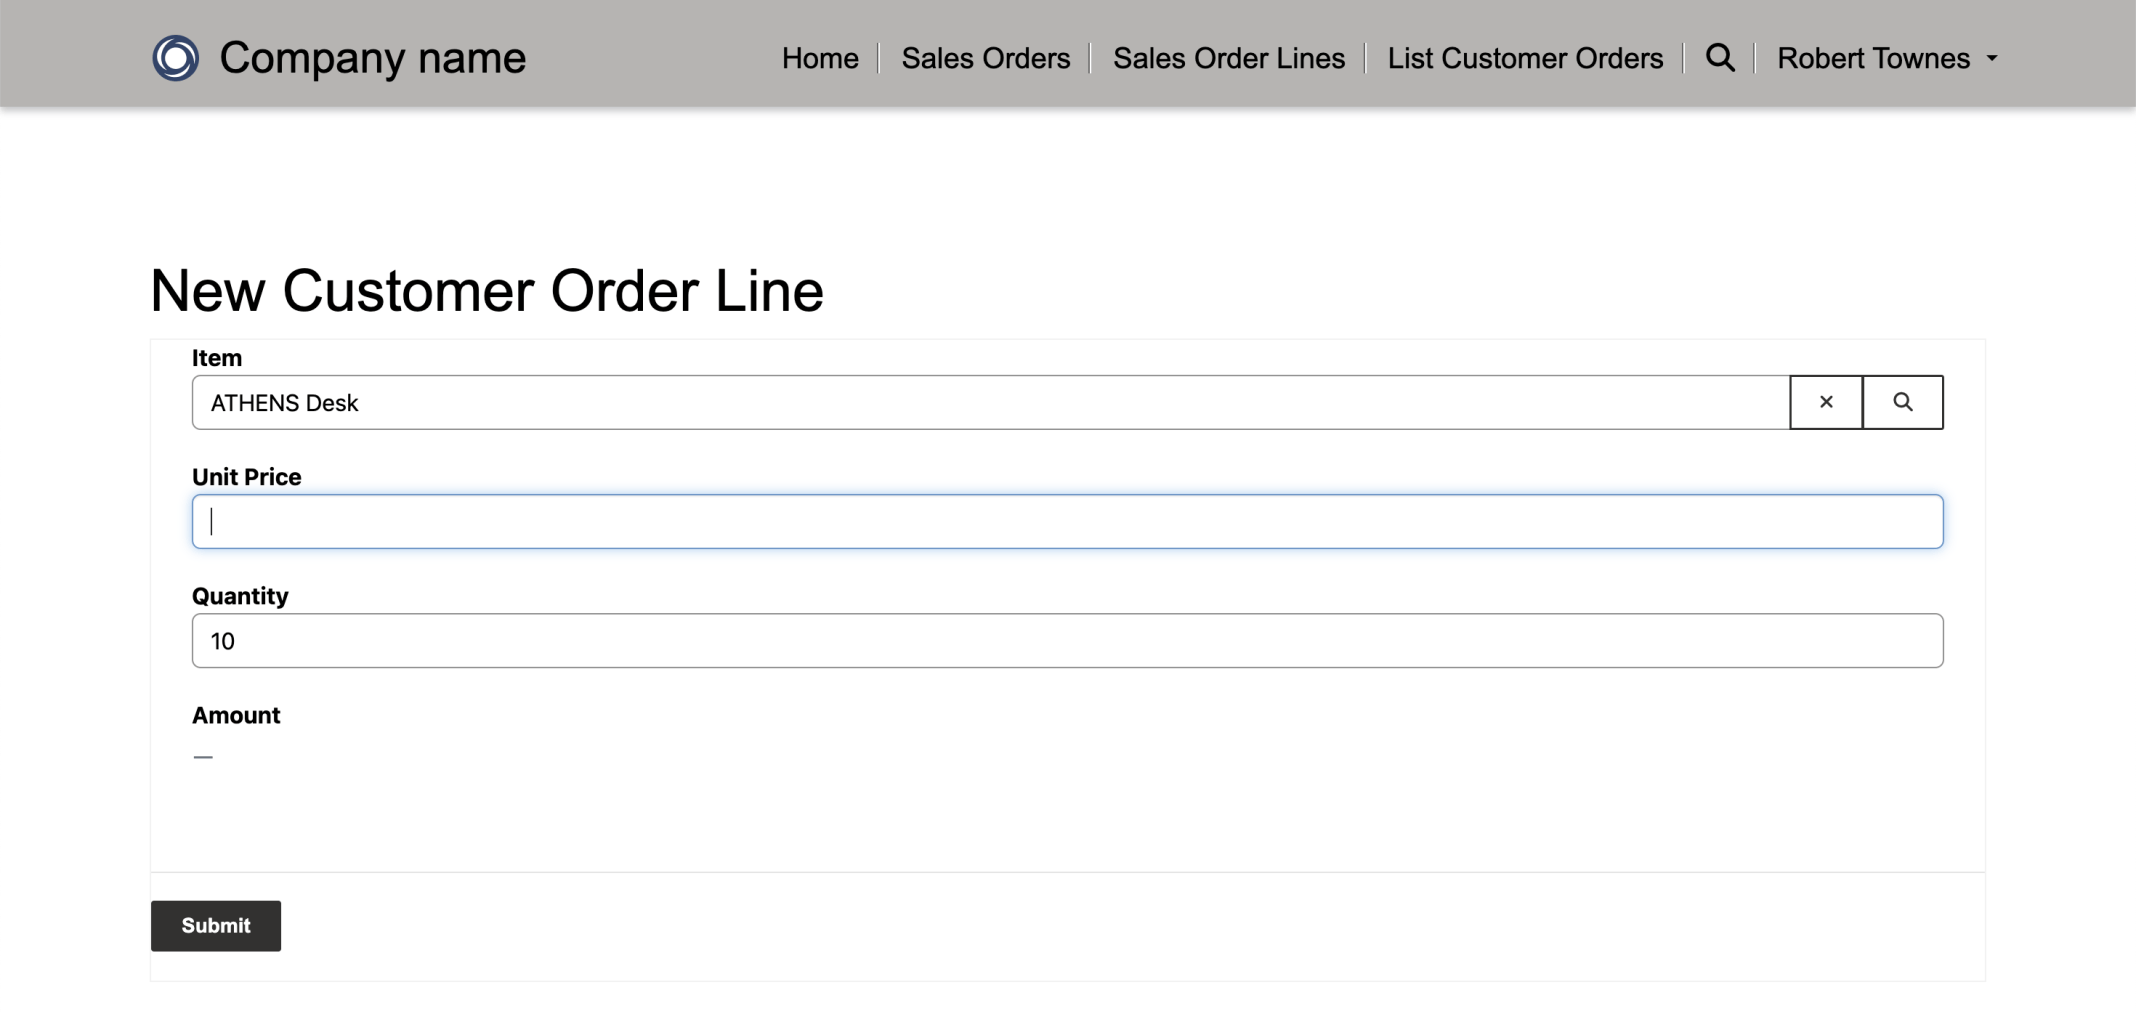 Company name
Home
Sales Orders
Sales Order Lines
List Customer Orders
Robert Townes
New Customer Order Line
Item
ATHENS Desk
Unit Price
Quantity
10
Amount
—
Submit